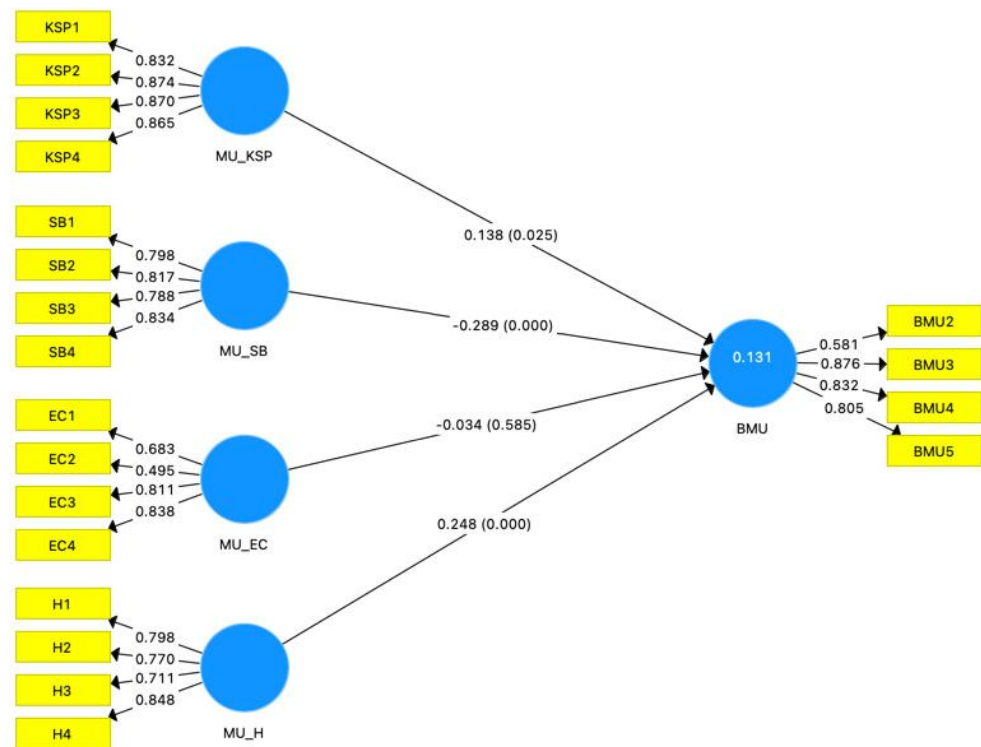 KSP1
KSP2
KSP3
KSP4
0.832
0.874
0.870
0.865
MU_KSP
0.138 (0.025)
SB1
SB2
SB3
SB4
0.798
0.817
0.788
0.834
MU_SB
-0.289 (0.000)
EC1
EC2
EC3
EC4
0.683
0.495
0.811
0.838
MU_EC
-0.034 (0.585)
H1
H2
H3
H4
0.798
0.770
0.711
0.848
MU_H
0.248 (0.000)
0.131
BMU
0.581
0.876
0.832
0.805
BMU2
BMU3
BMU4
BMU5